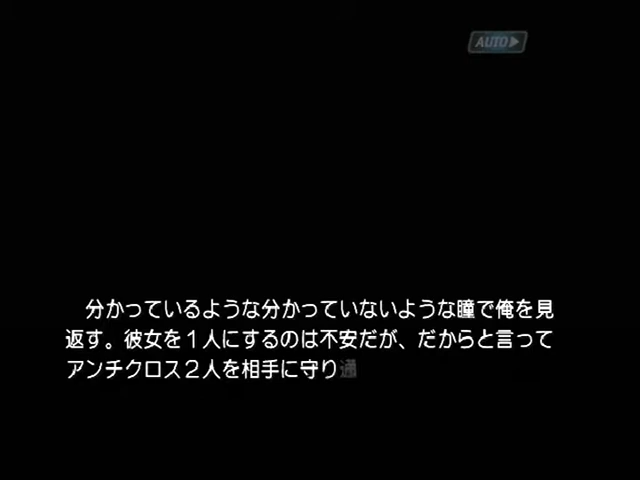 AUTO▶
分かっているような分かっていないような瞳で俺を見
返す。彼女を１人にするのは不安だが、だからと言って
アンチクロス２人を相手に守り通